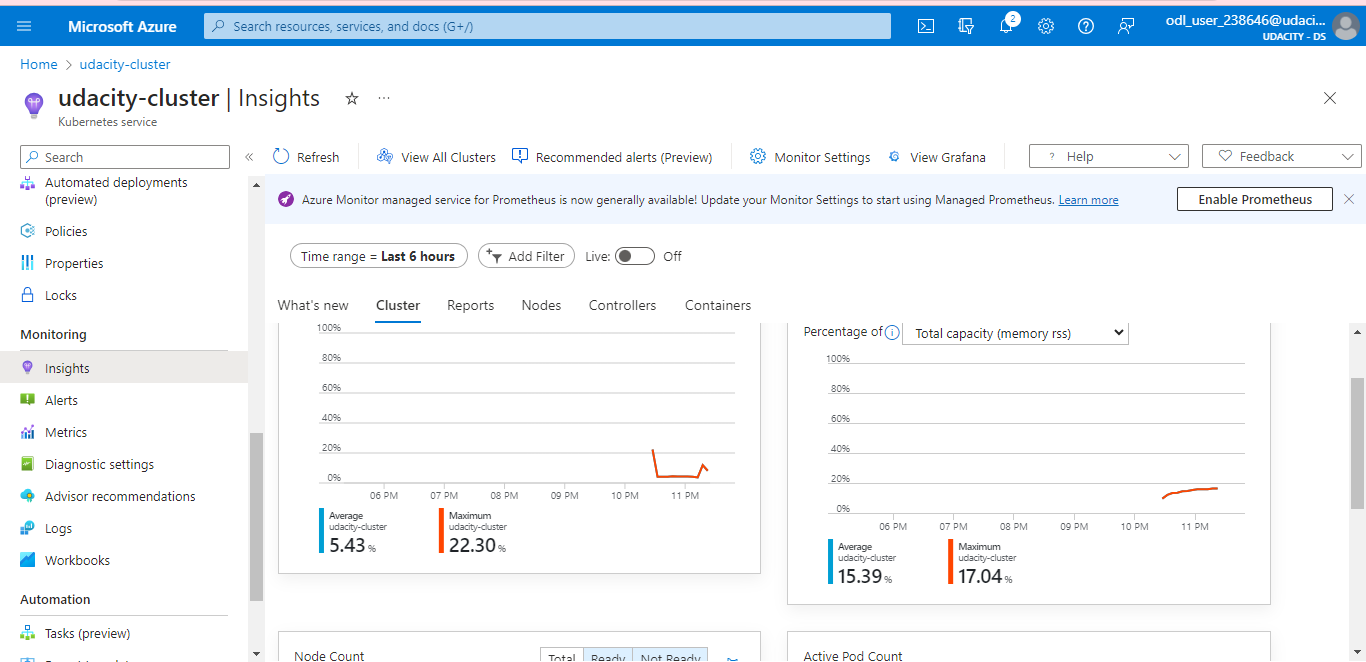 Microsoft Azure
Search resources, services, and docs (G+/)
2
odl_user_238646@udaci...
UDACITY - DS
Home > udacity-cluster
udacity-cluster | Insights
Kubernetes service
Search
Refresh
View All Clusters
Recommended alerts (Preview)
Monitor Settings
View Grafana
? Help
Feedback
Automated deployments
(preview)
Policies
Properties
Locks
Monitoring
Insights
Alerts
Metrics
Diagnostic settings
Advisor recommendations
Logs
Workbooks
Automation
Tasks (preview)
Azure Monitor managed service for Prometheus is now generally available! Update your Monitor Settings to start using Managed Prometheus. Learn more
Enable Prometheus
Time range = Last 6 hours
Add Filter
Live:
Off
What's new
Cluster
Reports
Nodes
Controllers
Containers
100%
80%
60%
40%
20%
0%
06 PM 07 PM 08 PM 09 PM 10 PM 11 PM
Average
udacity-cluster
5.43 %
Maximum
udacity-cluster
22.30 %
Percentage of
Total capacity (memory rss)
100%
80%
60%
40%
20%
0%
06 PM 07 PM 08 PM 09 PM 10 PM 11 PM
Average
udacity-cluster
15.39 %
Maximum
udacity-cluster
17.04 %
Node Count
Total Ready Not Ready
Active Pod Count